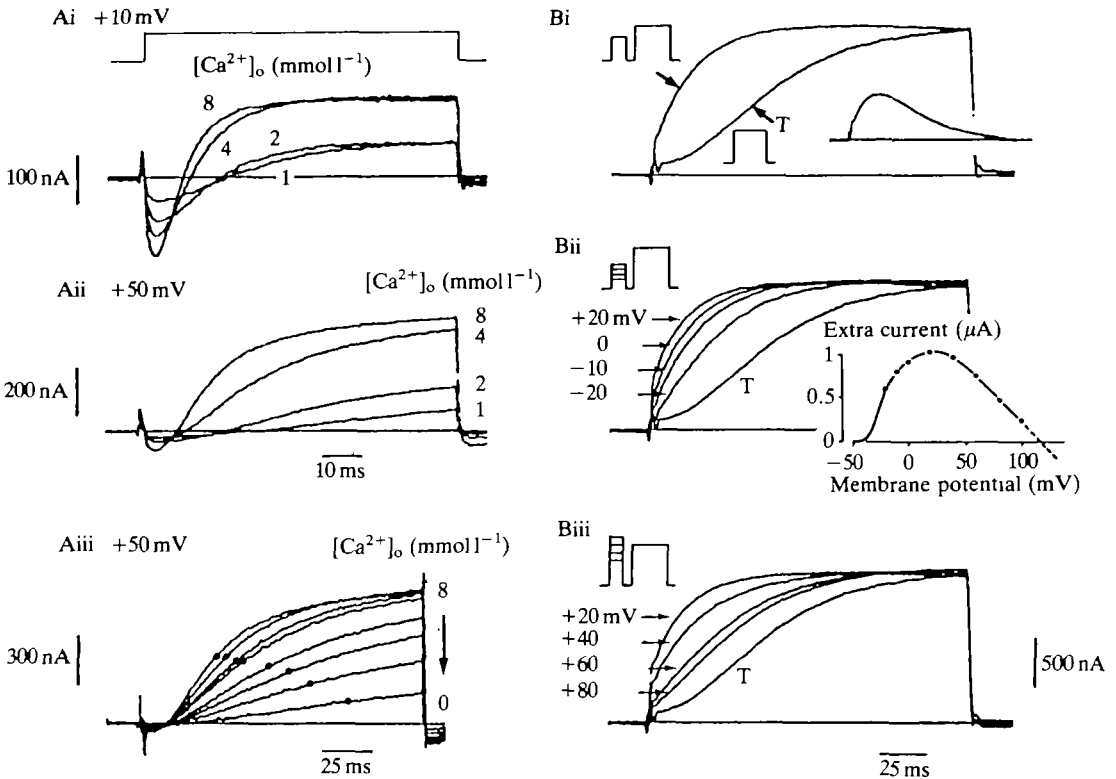 Ai +10 mV
[Ca²⁺]ₒ (mmol l⁻¹)
8
2
4
1
100 nA
Aii +50 mV
[Ca²⁺]ₒ (mmol l⁻¹)
8
4
2
1
200 nA
10 ms
Aiii +50 mV
[Ca²⁺]ₒ (mmol l⁻¹)
8
0
300 nA
25 ms
Bi
T
Bii
+20 mV
0
−10
−20
T
Extra current (μA)
1
0.5
0
−50 0 50 100
Membrane potential (mV)
Biii
+20 mV
+40
+60
+80
T
500 nA
25 ms